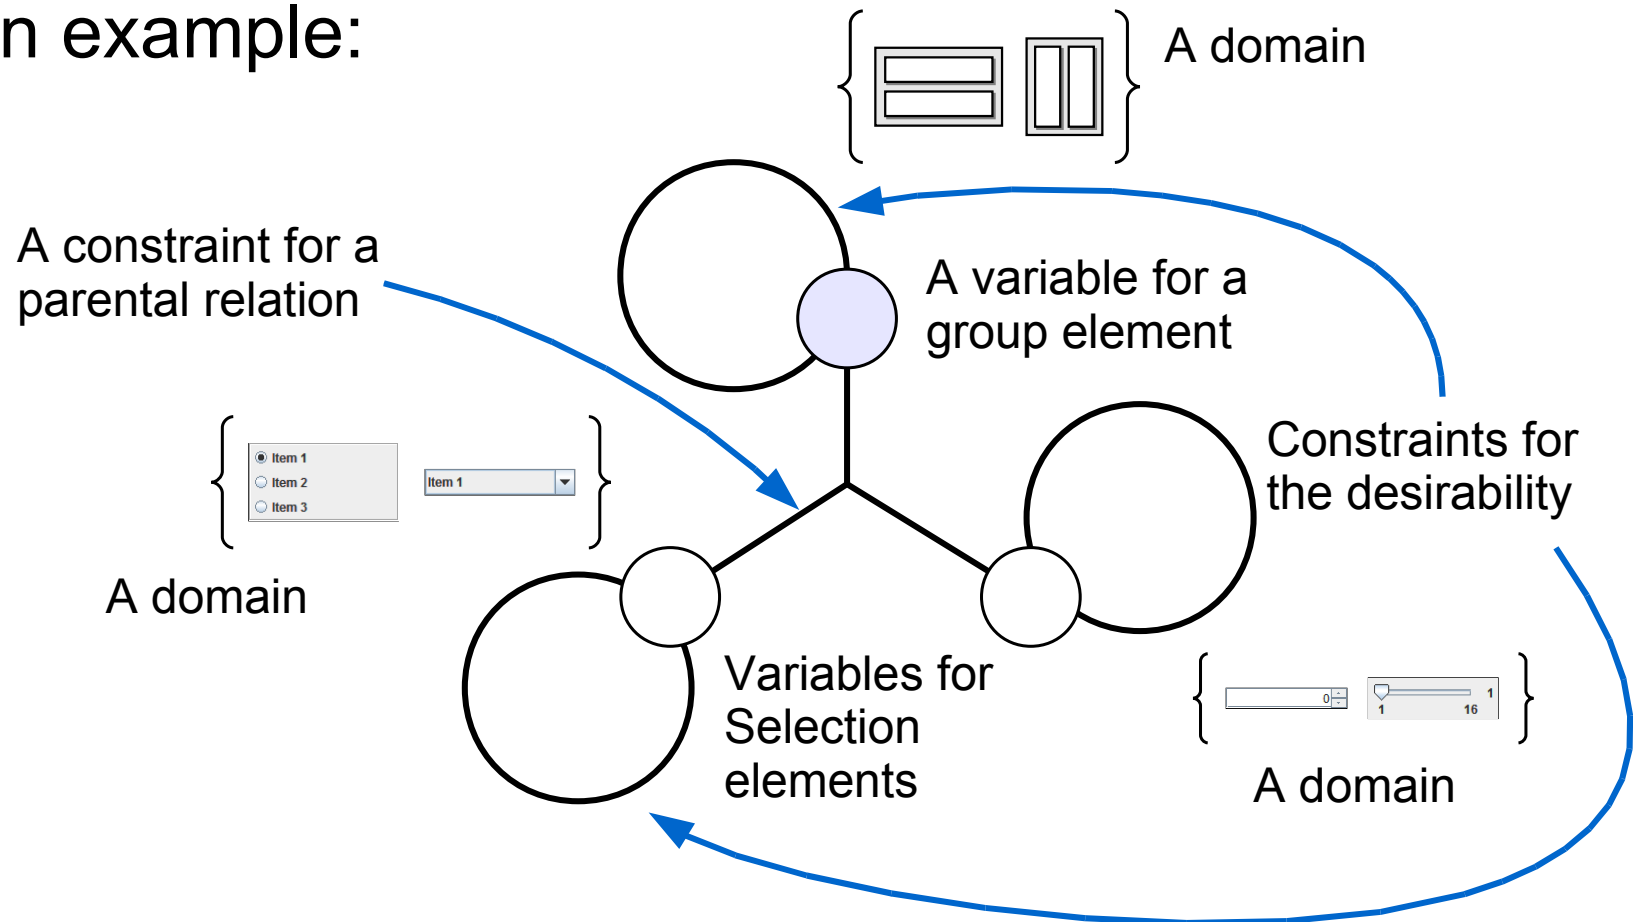 n example:
A domain
A constraint for a
parental relation
A variable for a
group element
Item 1
Item 2
Item 3
Item 1
Constraints for
the desirability
A domain
Variables for
Selection
elements
0
1
1
16
A domain